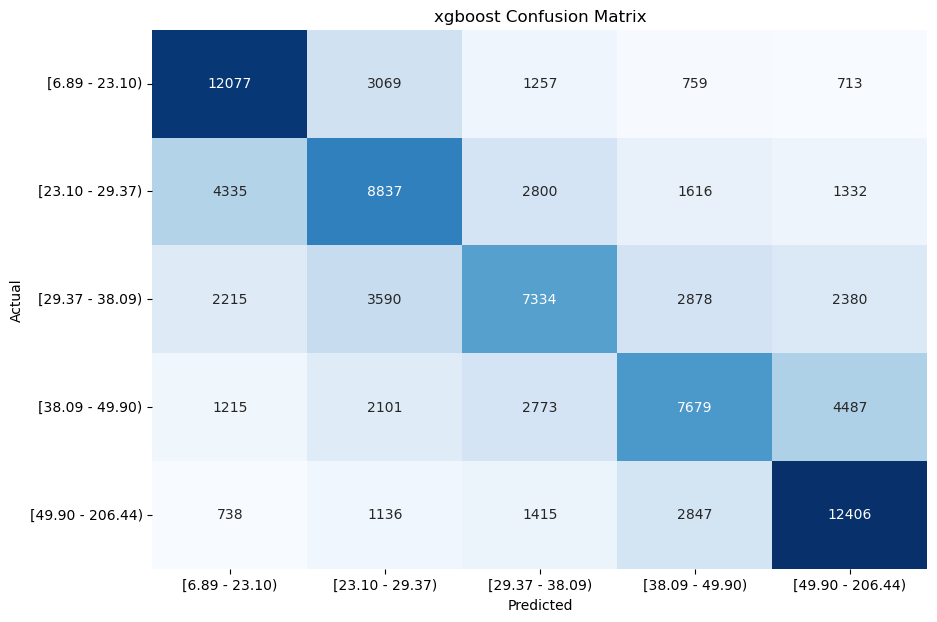 xgboost Confusion Matrix
[6.89 - 23.10) 12077 3069 1257 759 713
[23.10 - 29.37) 4335 8837 2800 1616 1332
[29.37 - 38.09) 2215 3590 7334 2878 2380
[38.09 - 49.90) 1215 2101 2773 7679 4487
[49.90 - 206.44) 738 1136 1415 2847 12406
Actual
[6.89 - 23.10) [23.10 - 29.37) [29.37 - 38.09) [38.09 - 49.90) [49.90 - 206.44)
Predicted